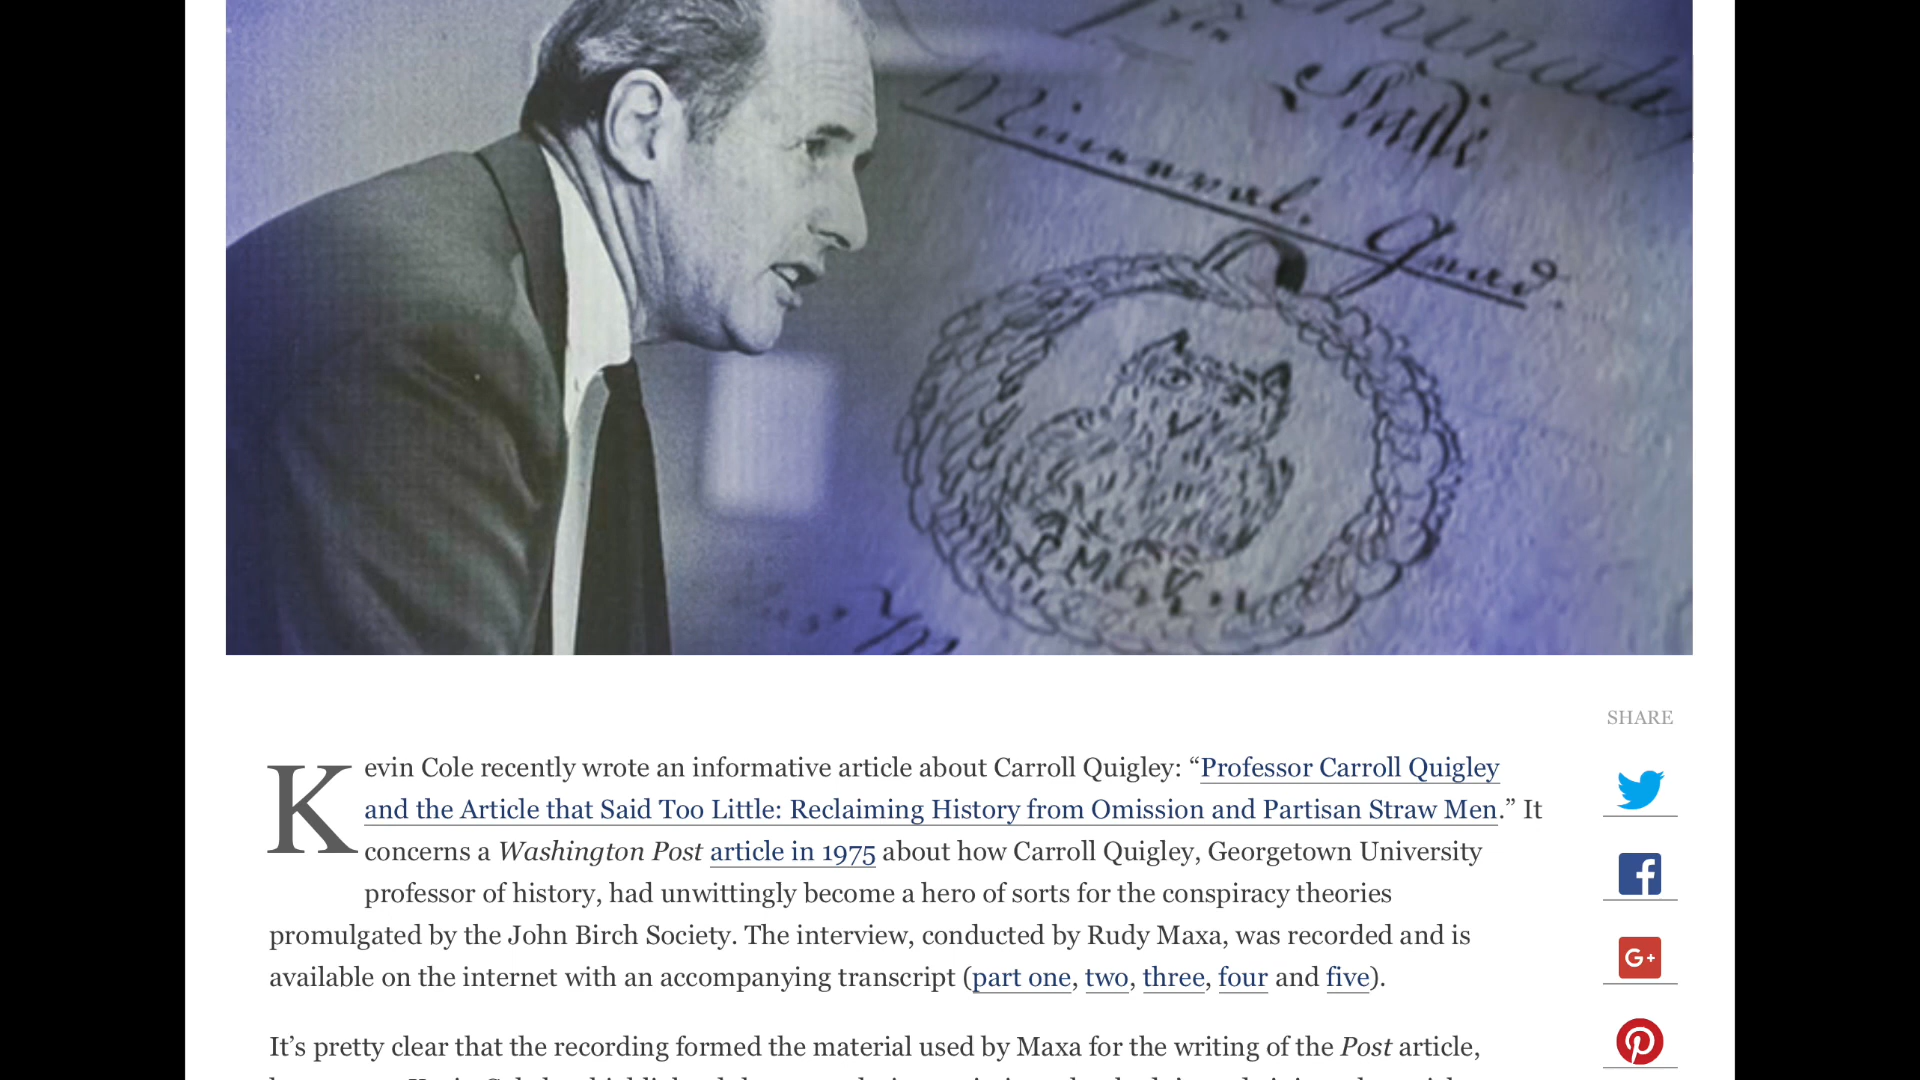 Minerval.
P.M.C.V.
SHARE
Kevin Cole recently wrote an informative article about Carroll Quigley: “Professor Carroll Quigley
and the Article that Said Too Little: Reclaiming History from Omission and Partisan Straw Men.” It
concerns a Washington Post article in 1975 about how Carroll Quigley, Georgetown University
professor of history, had unwittingly become a hero of sorts for the conspiracy theories
promulgated by the John Birch Society. The interview, conducted by Rudy Maxa, was recorded and is
available on the internet with an accompanying transcript (part one, two, three, four and five).
It’s pretty clear that the recording formed the material used by Maxa for the writing of the Post article,